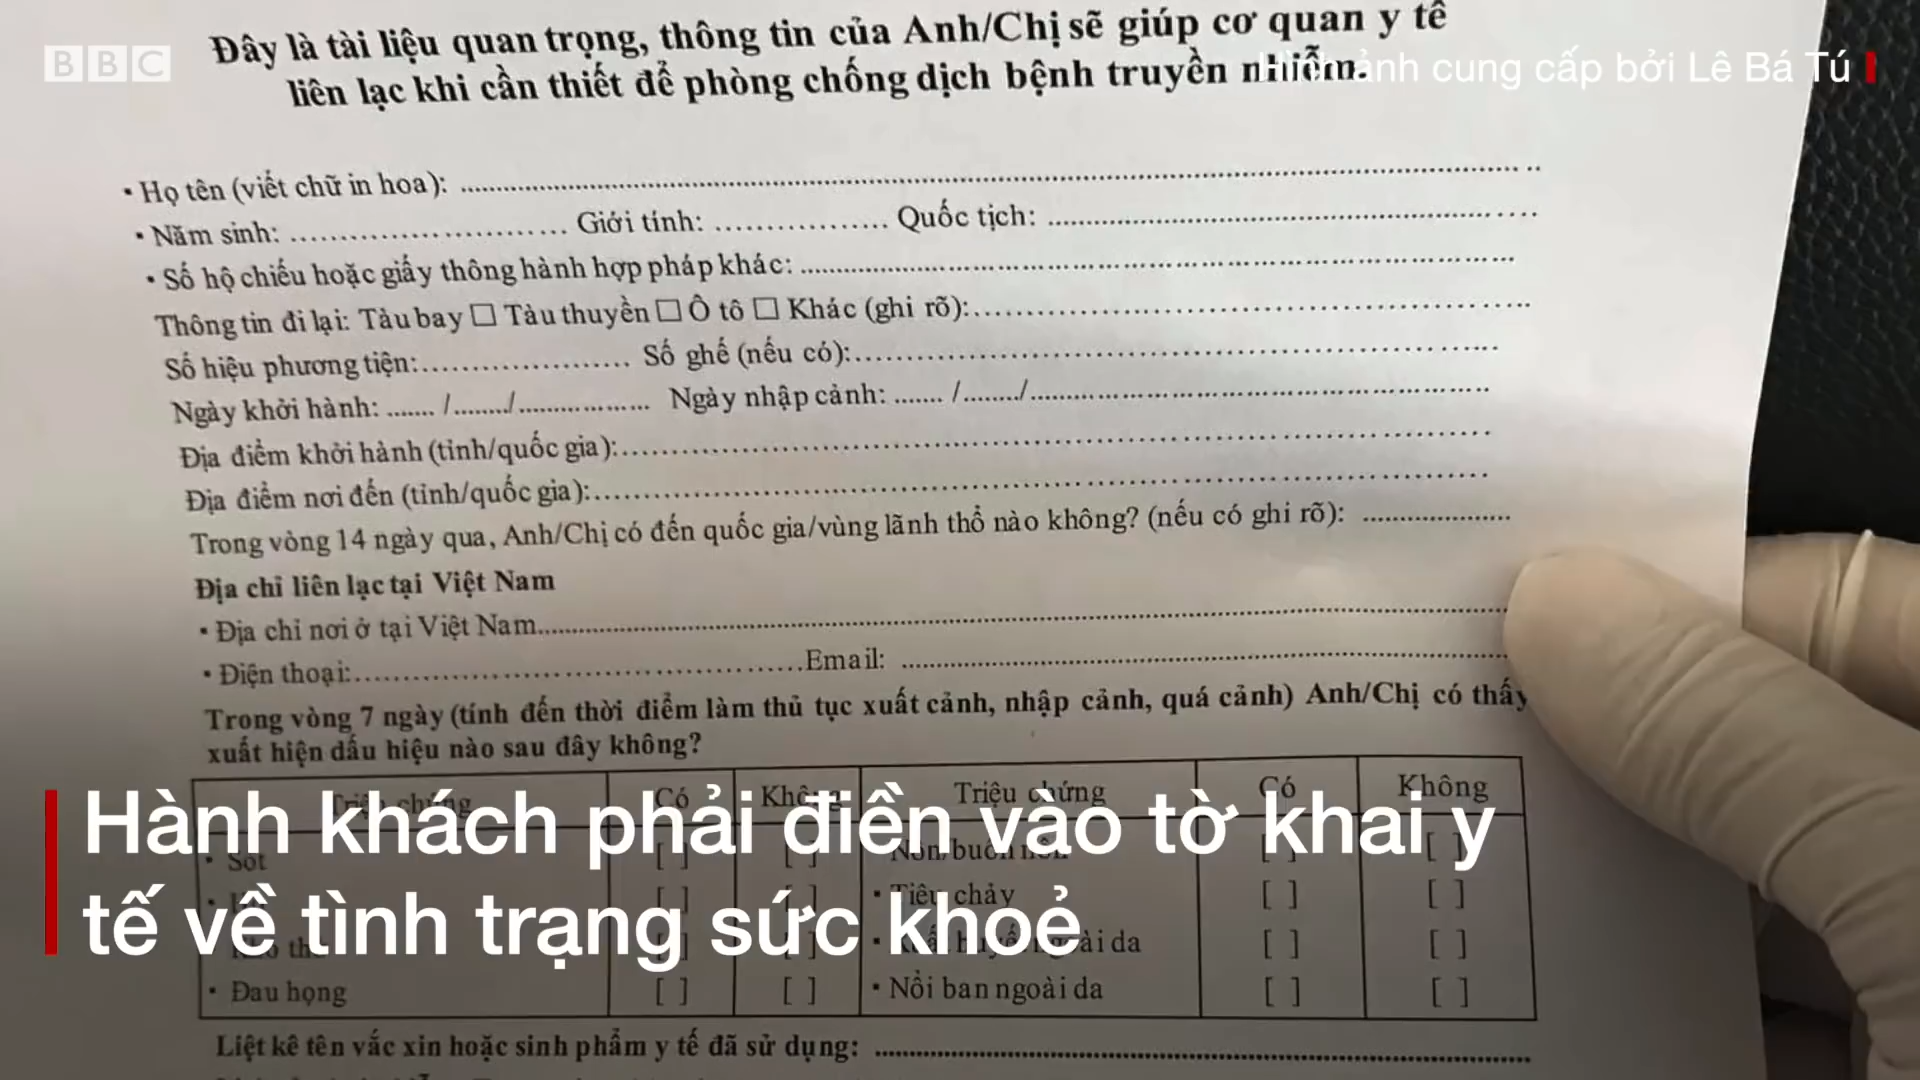 BBC
Đây là tài liệu quan trọng, thông tin của Anh/Chị sẽ giúp cơ quan y tế
liên lạc khi cần thiết để phòng chống dịch bệnh truyền nhiễm.
ảnh cung cấp bởi Lê Bá Tú
• Họ tên (viết chữ in hoa): ........................................
• Năm sinh: .......................... Giới tính: .................. Quốc tịch: ........................................
• Số hộ chiếu hoặc giấy thông hành hợp pháp khác: ........................................
Thông tin đi lại: Tàu bay □ Tàu thuyền □ Ô tô □ Khác (ghi rõ):........................................
Số hiệu phương tiện:..................... Số ghế (nếu có):........................................
Ngày khởi hành: ....... /......../.................. Ngày nhập cảnh: ....... /......../........................................
Địa điểm khởi hành (tỉnh/quốc gia):........................................
Địa điểm nơi đến (tỉnh/quốc gia):........................................
Trong vòng 14 ngày qua, Anh/Chị có đến quốc gia/vùng lãnh thổ nào không? (nếu có ghi rõ): .....................
Địa chỉ liên lạc tại Việt Nam
• Địa chỉ nơi ở tại Việt Nam........................................
• Điện thoại:........................................Email: ........................................
Trong vòng 7 ngày (tính đến thời điểm làm thủ tục xuất cảnh, nhập cảnh, quá cảnh) Anh/Chị có thấy
xuất hiện dấu hiệu nào sau đây không?
Triệu chứng Có Không Triệu chứng Có Không
Hành khách phải điền vào tờ khai y
• Sốt [ ] [ ] Nôn/buồn nôn [ ] [ ]
[ ] [ ] • Tiêu chảy [ ] [ ]
tế về tình trạng sức khoẻ
[ ] [ ] • ngoài da [ ] [ ]
• Đau họng [ ] [ ] • Nổi ban ngoài da [ ] [ ]
Liệt kê tên vắc xin hoặc sinh phẩm y tế đã sử dụng: ........................................